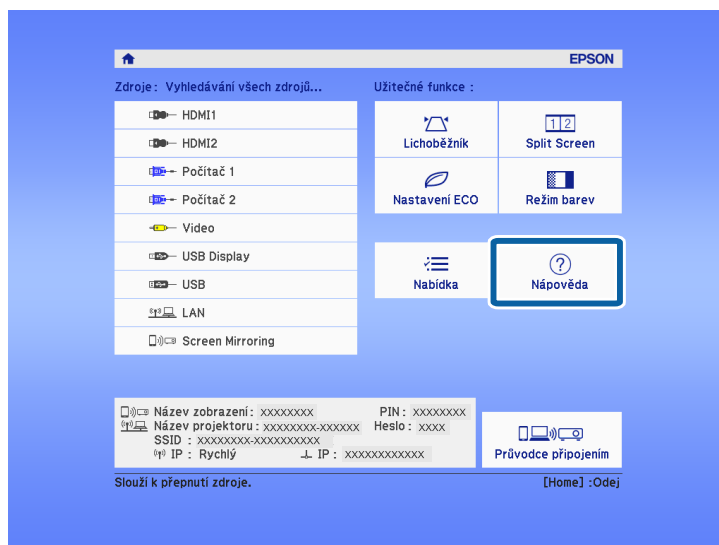 EPSON
Zdroje: Vyhledávání všech zdrojů...
HDMI1
HDMI2
Počítač 1
Počítač 2
Video
USB Display
USB
LAN
Screen Mirroring
Užitečné funkce :
Lichoběžník
1 2
Split Screen
Nastavení ECO
Režim barev
Nabídka
?
Nápověda
Název zobrazení: XXXXXXXX PIN: XXXXXXXX
Název projektoru: XXXXXXXX-XXXXXX Heslo: XXXX
SSID : XXXXXXXX-XXXXXXXXXX
IP : Rychlý IP: XXXXXXXXXXXX
Průvodce připojením
Slouží k přepnutí zdroje. [Home] :Odej